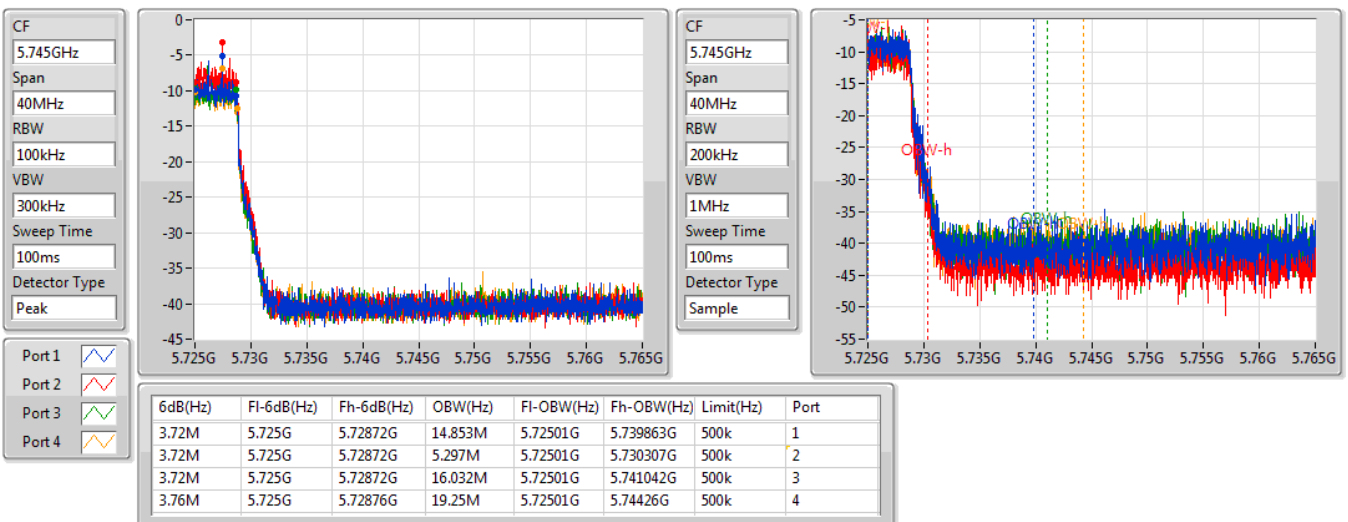 CF
5.745GHz
Span
40MHz
RBW
100kHz
VBW
300kHz
Sweep Time
100ms
Detector Type
Peak
0
-5
-10
-15
-20
-25
-30
-35
-40
-45
5.725G 5.73G 5.735G 5.74G 5.745G 5.75G 5.755G 5.76G 5.765G
CF
5.745GHz
Span
40MHz
RBW
200kHz
VBW
1MHz
Sweep Time
100ms
Detector Type
Sample
-5
-10
-15
-20
-25
-30
-35
-40
-45
-50
-55
OBW-h
OBW-h
5.725G 5.73G 5.735G 5.74G 5.745G 5.75G 5.755G 5.76G 5.765G
Port 1
Port 2
Port 3
Port 4
6dB(Hz) Fl-6dB(Hz) Fh-6dB(Hz) OBW(Hz) Fl-OBW(Hz) Fh-OBW(Hz) Limit(Hz) Port
3.72M 5.725G 5.72872G 14.853M 5.72501G 5.739863G 500k 1
3.72M 5.725G 5.72872G 5.297M 5.72501G 5.730307G 500k 2
3.72M 5.725G 5.72872G 16.032M 5.72501G 5.741042G 500k 3
3.76M 5.725G 5.72876G 19.25M 5.72501G 5.74426G 500k 4